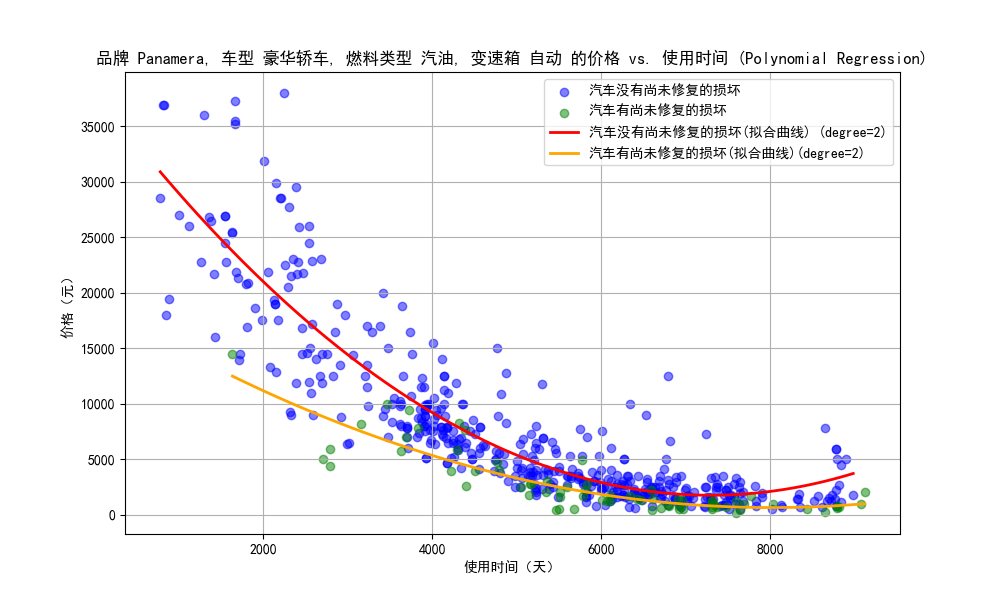 品牌 Panamera, 车型 豪华轿车, 燃料类型 汽油, 变速箱 自动 的价格 vs. 使用时间 (Polynomial Regression)
汽车没有尚未修复的损坏
汽车有尚未修复的损坏
汽车没有尚未修复的损坏(拟合曲线) (degree=2)
汽车有尚未修复的损坏(拟合曲线)(degree=2)
价格（元）
35000
30000
25000
20000
15000
10000
5000
0
2000
4000
6000
8000
使用时间（天）